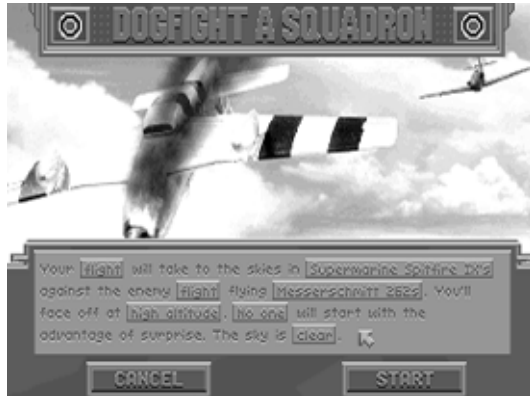 DOGFIGHT A SQUADRON
Your flight will take to the skies in Supermarine Spitfire IX's
against the enemy flight flying Messerschmitt 262s. You'll
face off at high altitude. No one will start with the
advantage of surprise. The sky is clear.
CANCEL
START